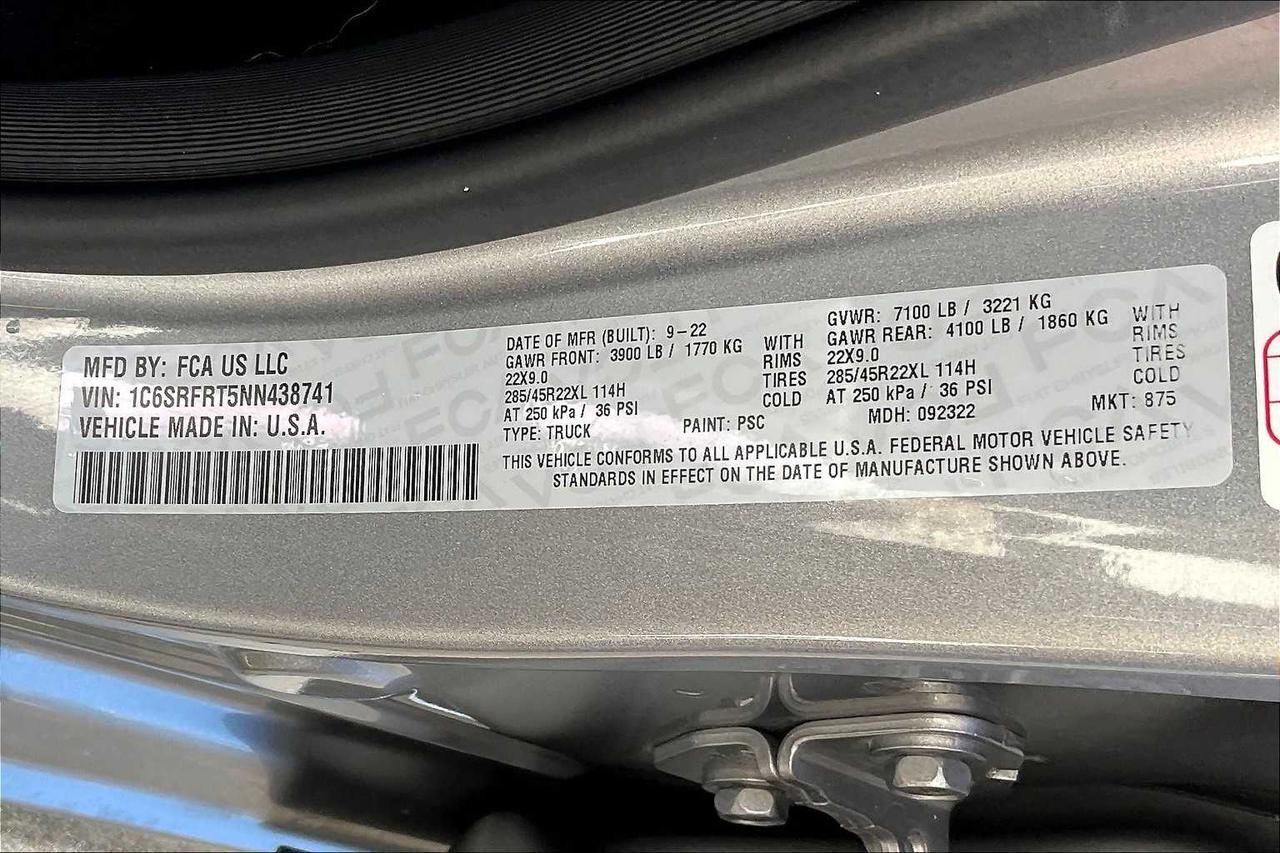 MFD BY: FCA US LLC
VIN: 1C6SRFRT5NN438741
VEHICLE MADE IN: U.S.A.
DATE OF MFR (BUILT): 9-22
GAWR FRONT: 3900 LB / 1770 KG WITH
22X9.0 RIMS
285/45R22XL 114H TIRES
AT 250 kPa / 36 PSI COLD
TYPE: TRUCK PAINT: PSC
GVWR: 7100 LB / 3221 KG
GAWR REAR: 4100 LB / 1860 KG WITH
22X9.0 RIMS
285/45R22XL 114H TIRES
AT 250 kPa / 36 PSI COLD
MDH: 092322 MKT: 875
THIS VEHICLE CONFORMS TO ALL APPLICABLE U.S.A. FEDERAL MOTOR VEHICLE SAFETY
STANDARDS IN EFFECT ON THE DATE OF MANUFACTURE SHOWN ABOVE.